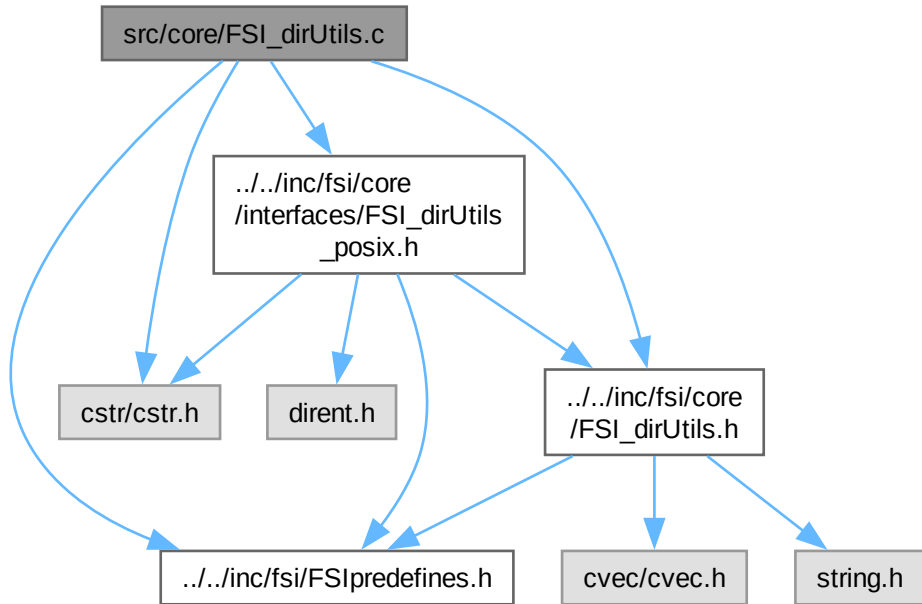 src/core/FSI_dirUtils.c
../../inc/fsi/core
/interfaces/FSI_dirUtils
_posix.h
cstr/cstr.h
dirent.h
../../inc/fsi/core
/FSI_dirUtils.h
../../inc/fsi/FSIpredefines.h
cvec/cvec.h
string.h